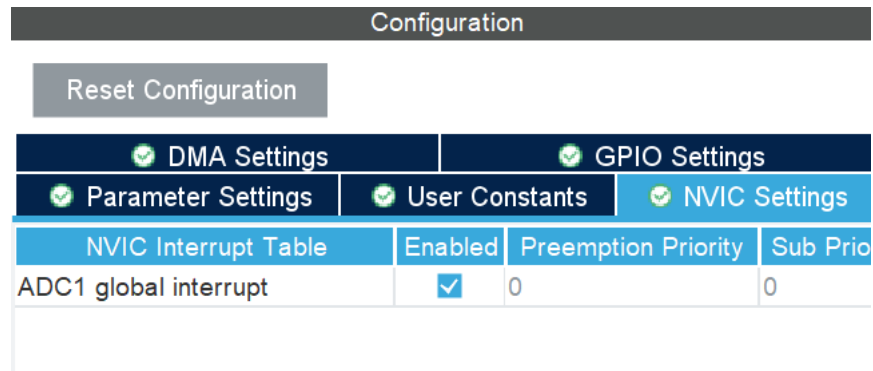 Configuration
Reset Configuration
DMA Settings GPIO Settings
Parameter Settings User Constants NVIC Settings
NVIC Interrupt Table Enabled Preemption Priority Sub Prio
ADC1 global interrupt 0 0